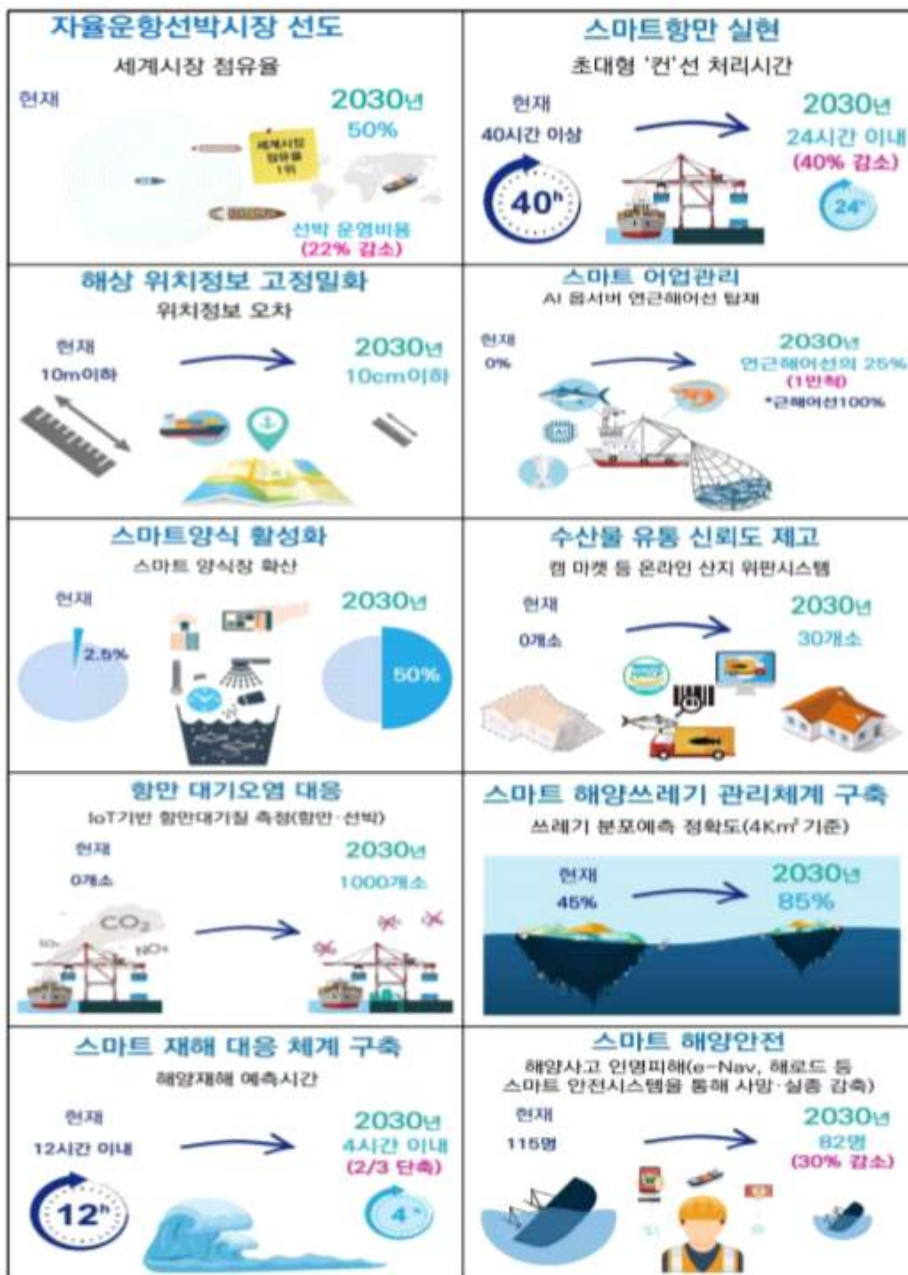 자율운항선박시장 선도
세계시장 점유율
현재
2030년
50%
세계시장
점유율
1위
선박 운영비용
(22% 감소)
스마트항만 실현
초대형 '컨'선 처리시간
현재
2030년
40시간 이상
24시간 이내
(40% 감소)
40h
24h
해상 위치정보 고정밀화
위치정보 오차
현재
2030년
10m이하
10cm이하
스마트 어업관리
AI 옵서버 연근해어선 탑재
현재
2030년
0%
연근해어선의 25%
(1만척)
*근해어선100%
AI
스마트양식 활성화
스마트 양식장 확산
현재
2030년
2.5%
50%
수산물 유통 신뢰도 제고
캠 마켓 등 온라인 산지 위판시스템
현재
2030년
0개소
30개소
항만 대기오염 대응
IoT기반 항만대기질 측정(항만·선박)
현재
2030년
0개소
1000개소
CO₂
NOx
스마트 해양쓰레기 관리체계 구축
쓰레기 분포예측 정확도(4Km² 기준)
현재
2030년
45%
85%
스마트 재해 대응 체계 구축
해양재해 예측시간
현재
2030년
12시간 이내
4시간 이내
(2/3 단축)
12h
4h
스마트 해양안전
해양사고 인명피해(e-Nav, 해로드 등
스마트 안전시스템을 통해 사망·실종 감축)
현재
2030년
115명
82명
(30% 감소)